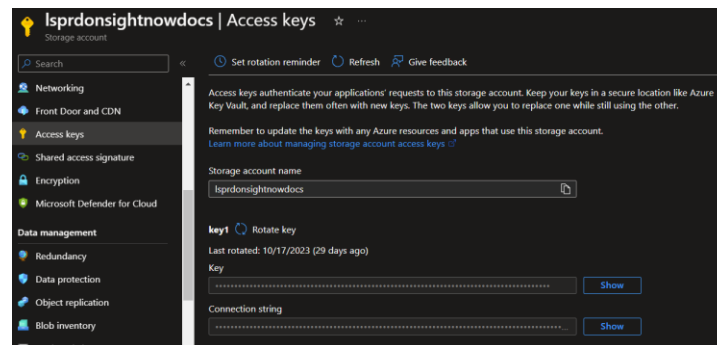 lsprdonsightnowdocs | Access keys
Storage account
Search
Set rotation reminder
Refresh
Give feedback
Networking
Front Door and CDN
Access keys
Shared access signature
Encryption
Microsoft Defender for Cloud
Data management
Redundancy
Data protection
Object replication
Blob inventory
Access keys authenticate your applications' requests to this storage account. Keep your keys in a secure location like Azure
Key Vault, and replace them often with new keys. The two keys allow you to replace one while still using the other.
Remember to update the keys with any Azure resources and apps that use this storage account.
Learn more about managing storage account access keys
Storage account name
lsprdonsightnowdocs
key1
Rotate key
Last rotated: 10/17/2023 (29 days ago)
Key
Show
Connection string
Show